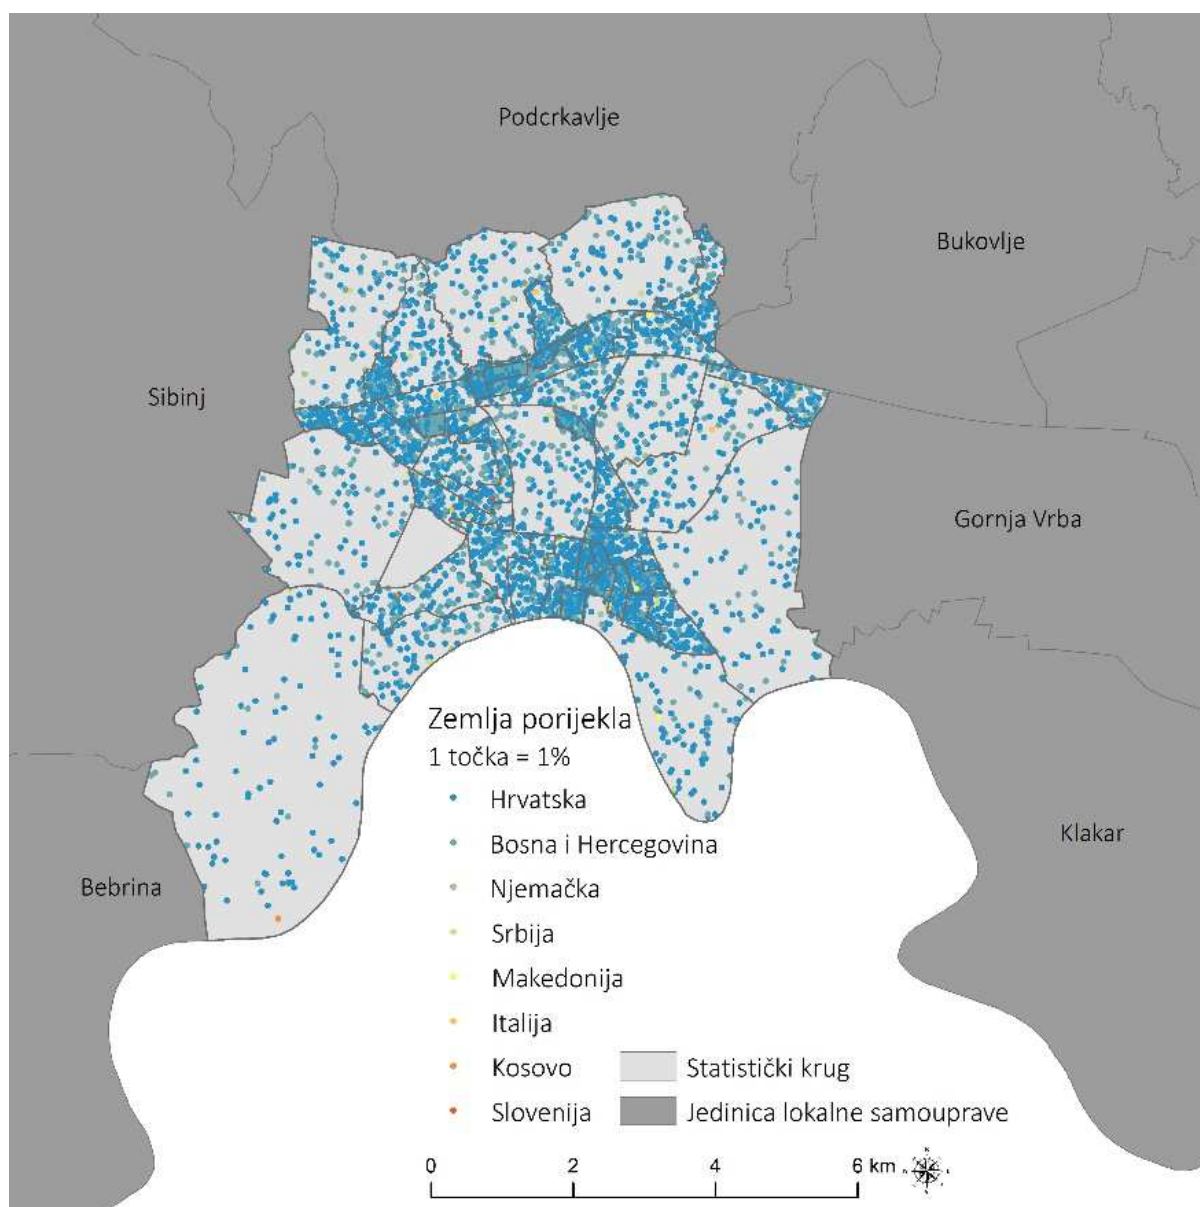 Podcrkavlje
Bukovlje
Sibinj
Gornja Vrba
Klakar
Bebrina
Zemlja porijekla
1 točka = 1%
Hrvatska
Bosna i Hercegovina
Njemačka
Srbija
Makedonija
Italija
Kosovo
Slovenija
Statistički krug
Jedinica lokalne samouprave
0 2 4 6 km